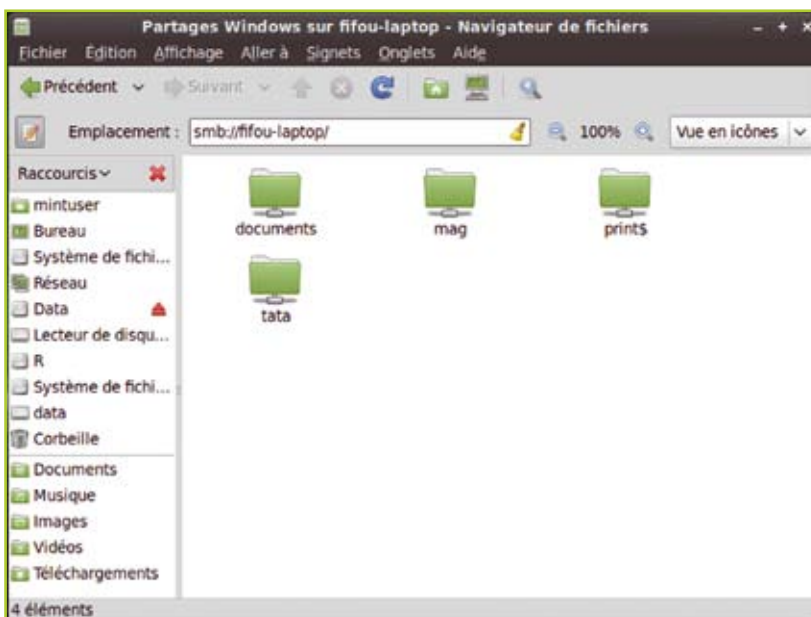 Partages Windows sur fifou-laptop - Navigateur de fichiers
Fichier Édition Affichage Aller à Signets Onglets Aide
Précédent Suivant
Emplacement : smb://fifou-laptop/ 100% Vue en icônes
Raccourcis
mintuser
Bureau
Système de fichi...
Réseau
Data
Lecteur de disqu...
R
Système de fichi...
data
Corbeille
Documents
Musique
Images
Vidéos
Téléchargements
documents mag print$
tata
4 éléments